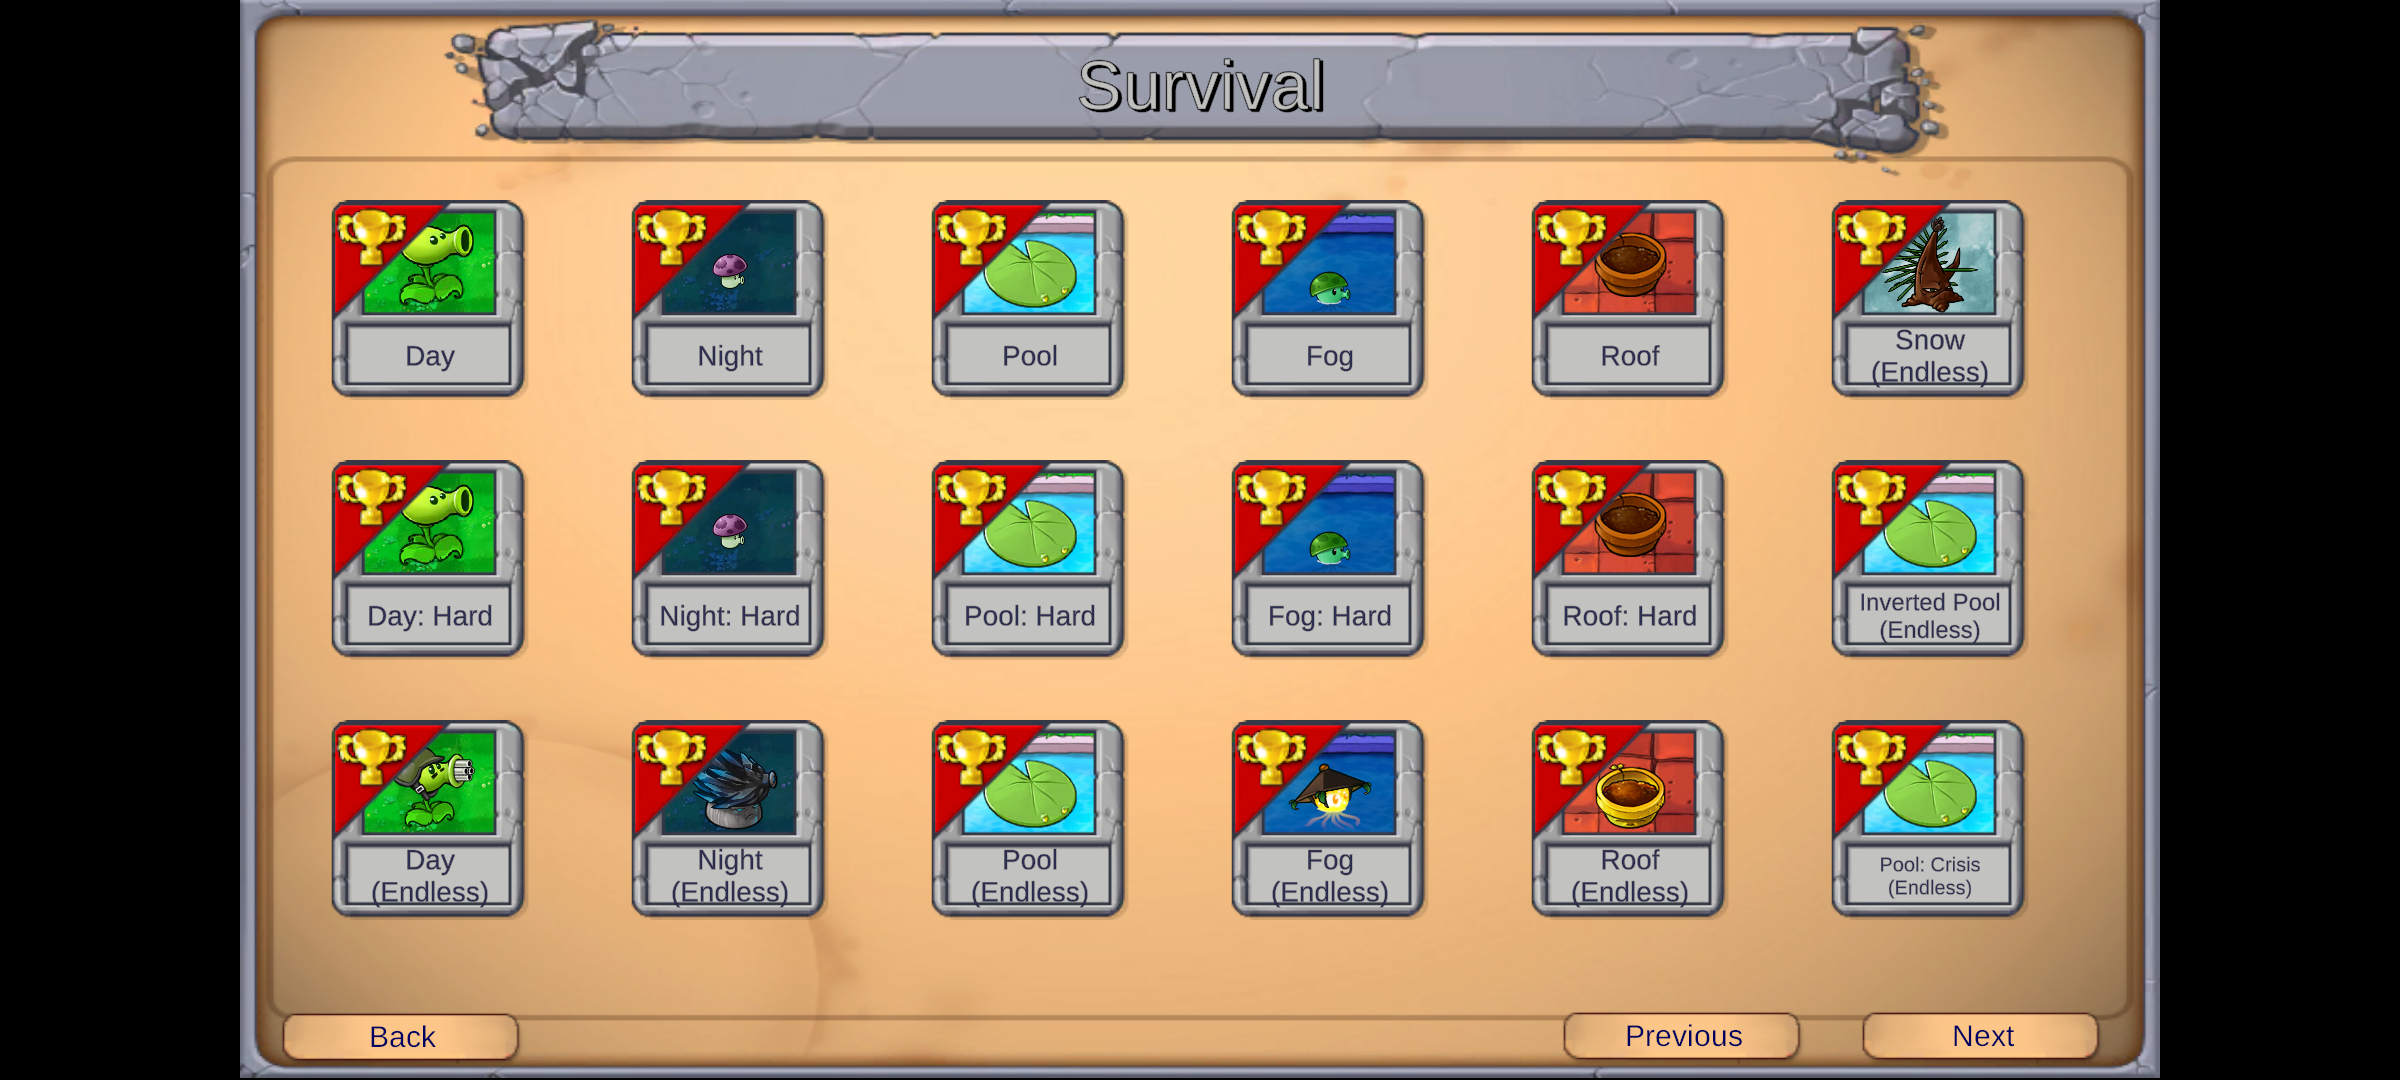 Survival
Day
Night
Pool
Fog
Roof
Snow
(Endless)
Day: Hard
Night: Hard
Pool: Hard
Fog: Hard
Roof: Hard
Inverted Pool
(Endless)
Day
(Endless)
Night
(Endless)
Pool
(Endless)
Fog
(Endless)
Roof
(Endless)
Pool: Crisis
(Endless)
Back
Previous
Next